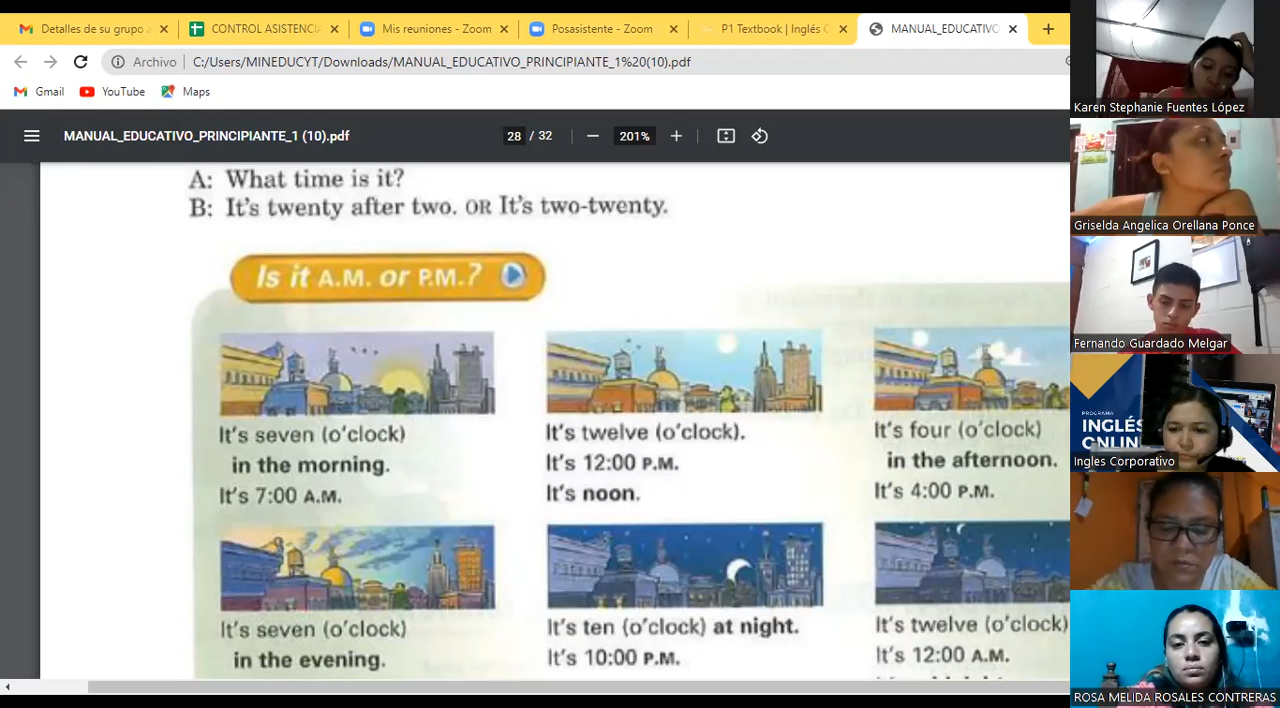 Detalles de su grupo
CONTROL ASISTENCIA
Mis reuniones - Zoom
Posasistente - Zoom
P1 Textbook | Inglés
MANUAL_EDUCATIVO
Archivo
C:/Users/MINEDUCYT/Downloads/MANUAL_EDUCATIVO_PRINCIPIANTE_1%20(10).pdf
Gmail
YouTube
Maps
MANUAL_EDUCATIVO_PRINCIPIANTE_1 (10).pdf
28 / 32
201%
A: What time is it?
B: It's twenty after two. OR It's two-twenty.
Is it A.M. or P.M.?
It's seven (o'clock)
in the morning.
It's 7:00 A.M.
It's twelve (o'clock).
It's 12:00 P.M.
It's noon.
It's four (o'clock)
in the afternoon.
It's 4:00 P.M.
It's seven (o'clock)
in the evening.
It's ten (o'clock) at night.
It's 10:00 P.M.
It's twelve (o'clock)
It's 12:00 A.M.
Karen Stephanie Fuentes López
Griselda Angelica Orellana Ponce
Fernando Guardado Melgar
PROGRAMA
INGLÉS
ONLIN
Ingles Corporativo
ROSA MELIDA ROSALES CONTRERAS